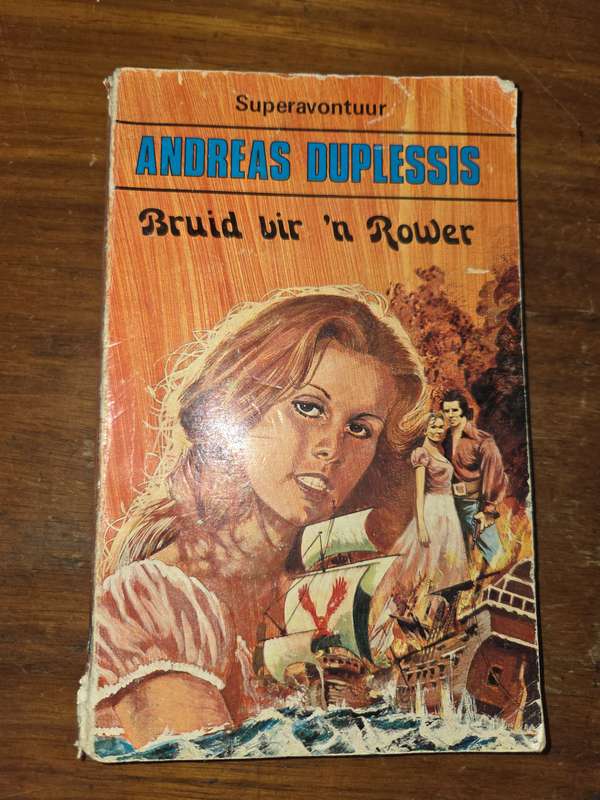 Superavontuur
ANDREAS DUPLESSIS
Bruid vir 'n Rower